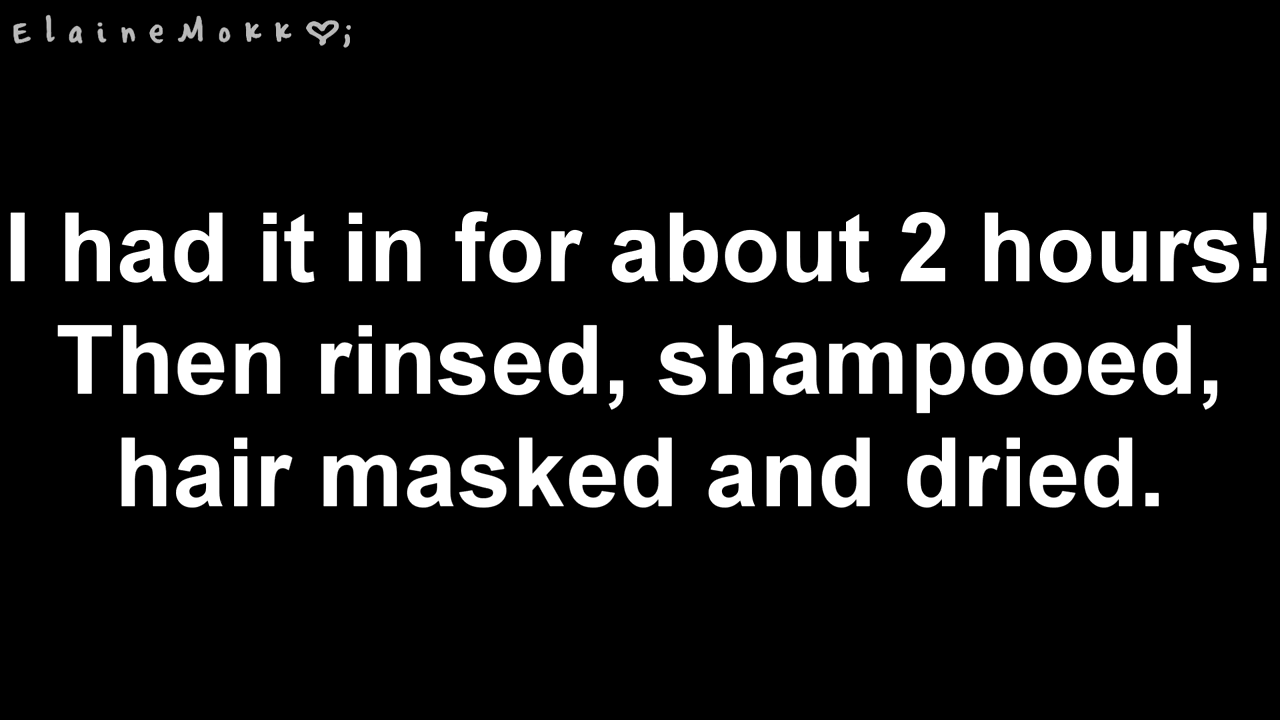 ElaineMokk♡;
I had it in for about 2 hours!
Then rinsed, shampooed,
hair masked and dried.